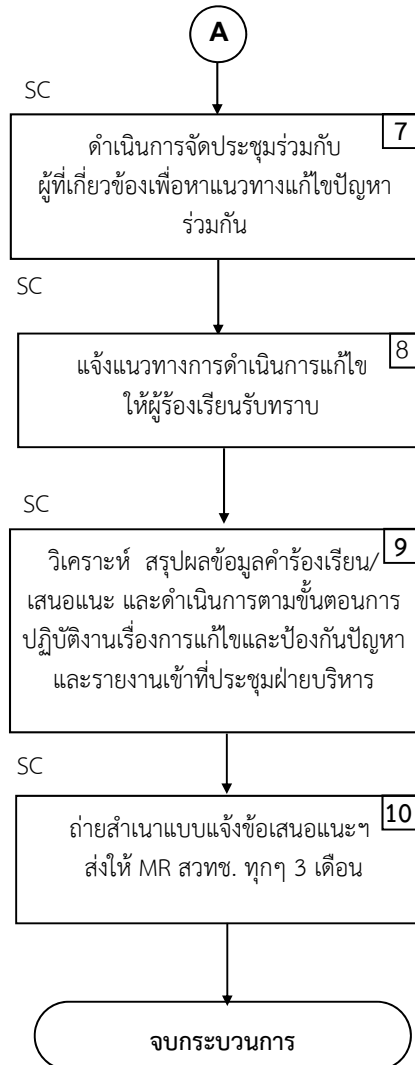 A
SC
7
ดำเนินการจัดประชุมร่วมกับ
ผู้ที่เกี่ยวข้องเพื่อหาแนวทางแก้ไขปัญหา
ร่วมกัน
SC
8
แจ้งแนวทางการดำเนินการแก้ไข
ให้ผู้ร้องเรียนรับทราบ
SC
9
วิเคราะห์ สรุปผลข้อมูลคำร้องเรียน/
เสนอแนะ และดำเนินการตามขั้นตอนการ
ปฏิบัติงานเรื่องการแก้ไขและป้องกันปัญหา
และรายงานเข้าที่ประชุมฝ่ายบริหาร
SC
10
ถ่ายสำเนาแบบแจ้งข้อเสนอแนะฯ
ส่งให้ MR สวทช. ทุกๆ 3 เดือน
จบกระบวนการ